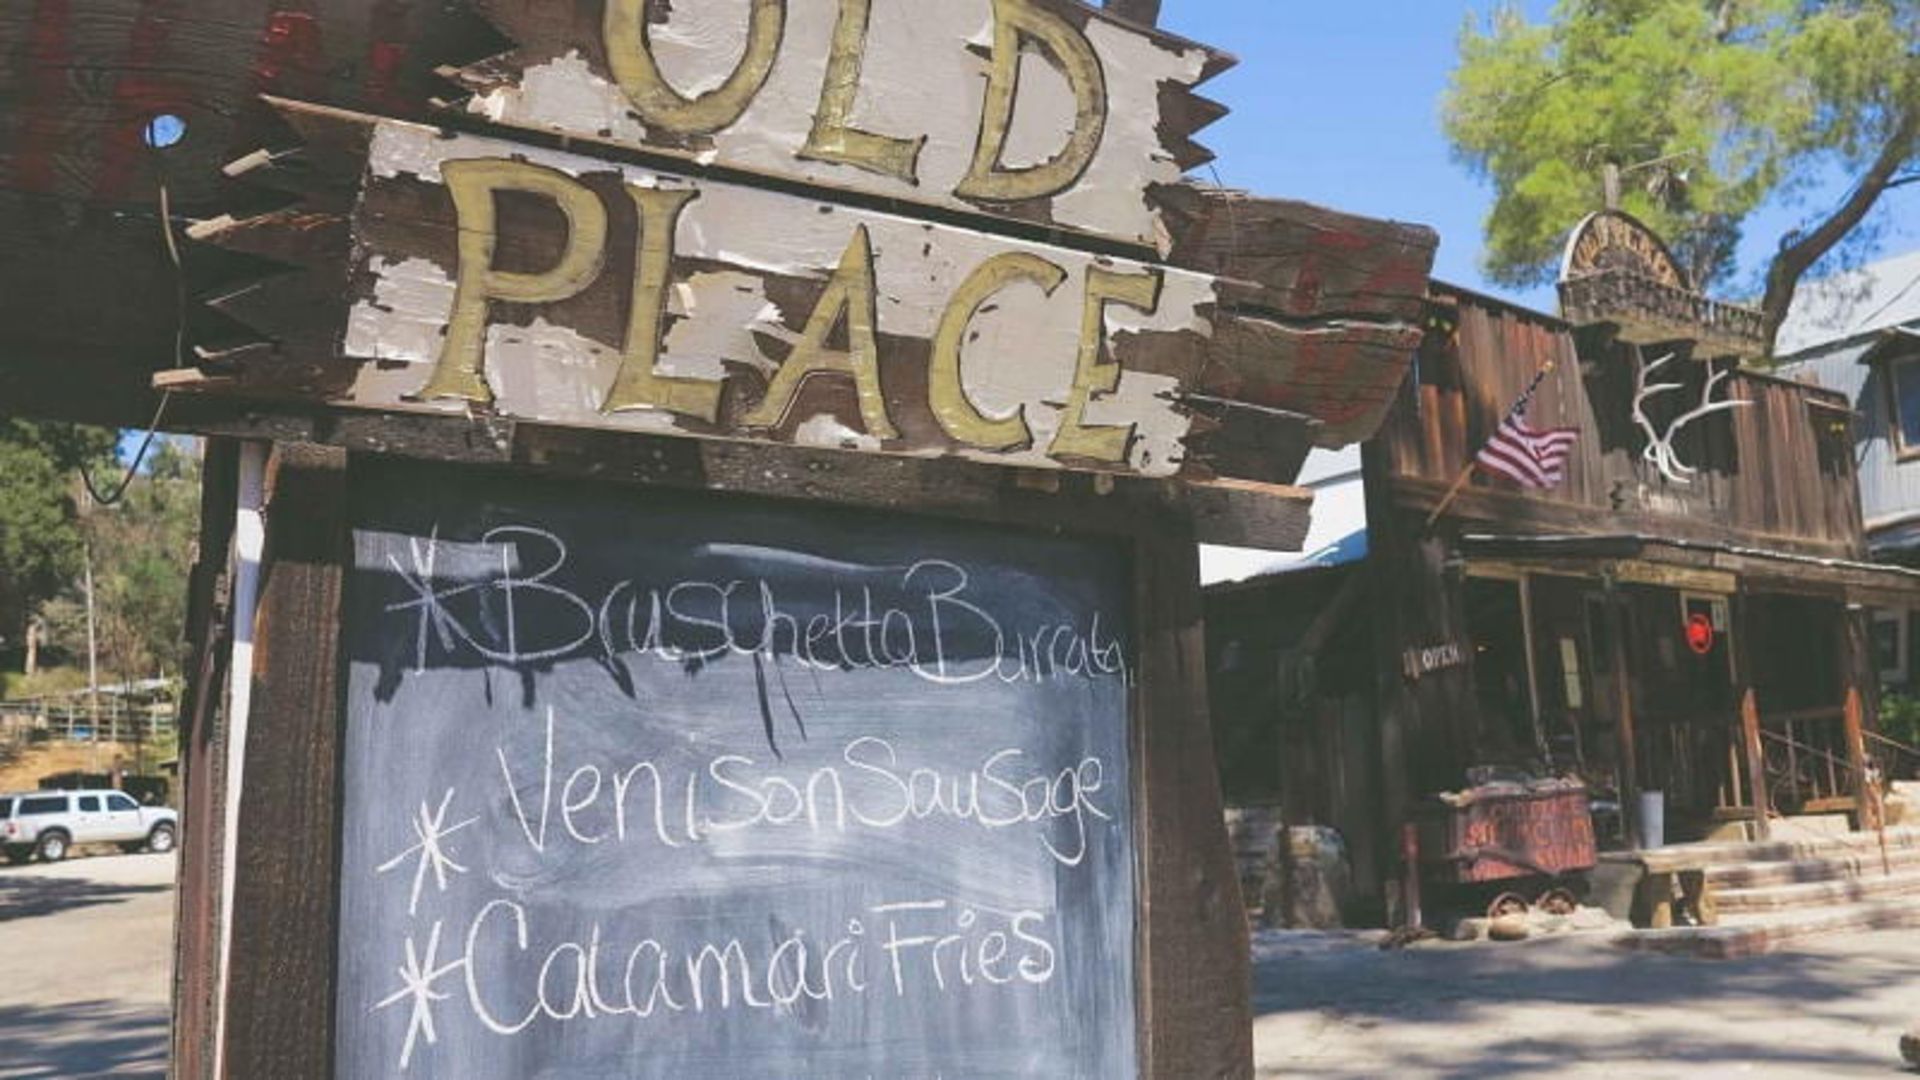 OLD
PLACE
* Bruschetta Burrata
* Venison Sausage
* Calamari Fries
OPEN